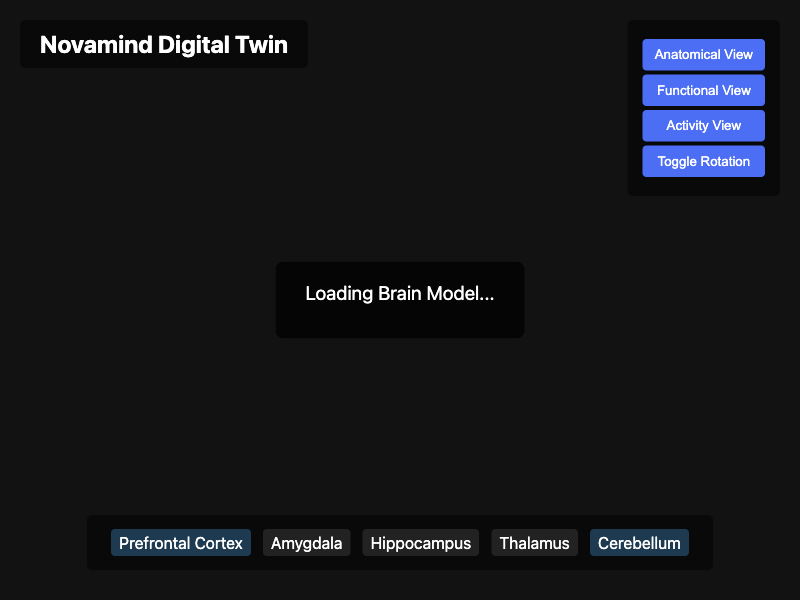 Novamind Digital Twin
Anatomical View
Functional View
Activity View
Toggle Rotation
Loading Brain Model...
Prefrontal Cortex Amygdala Hippocampus Thalamus Cerebellum